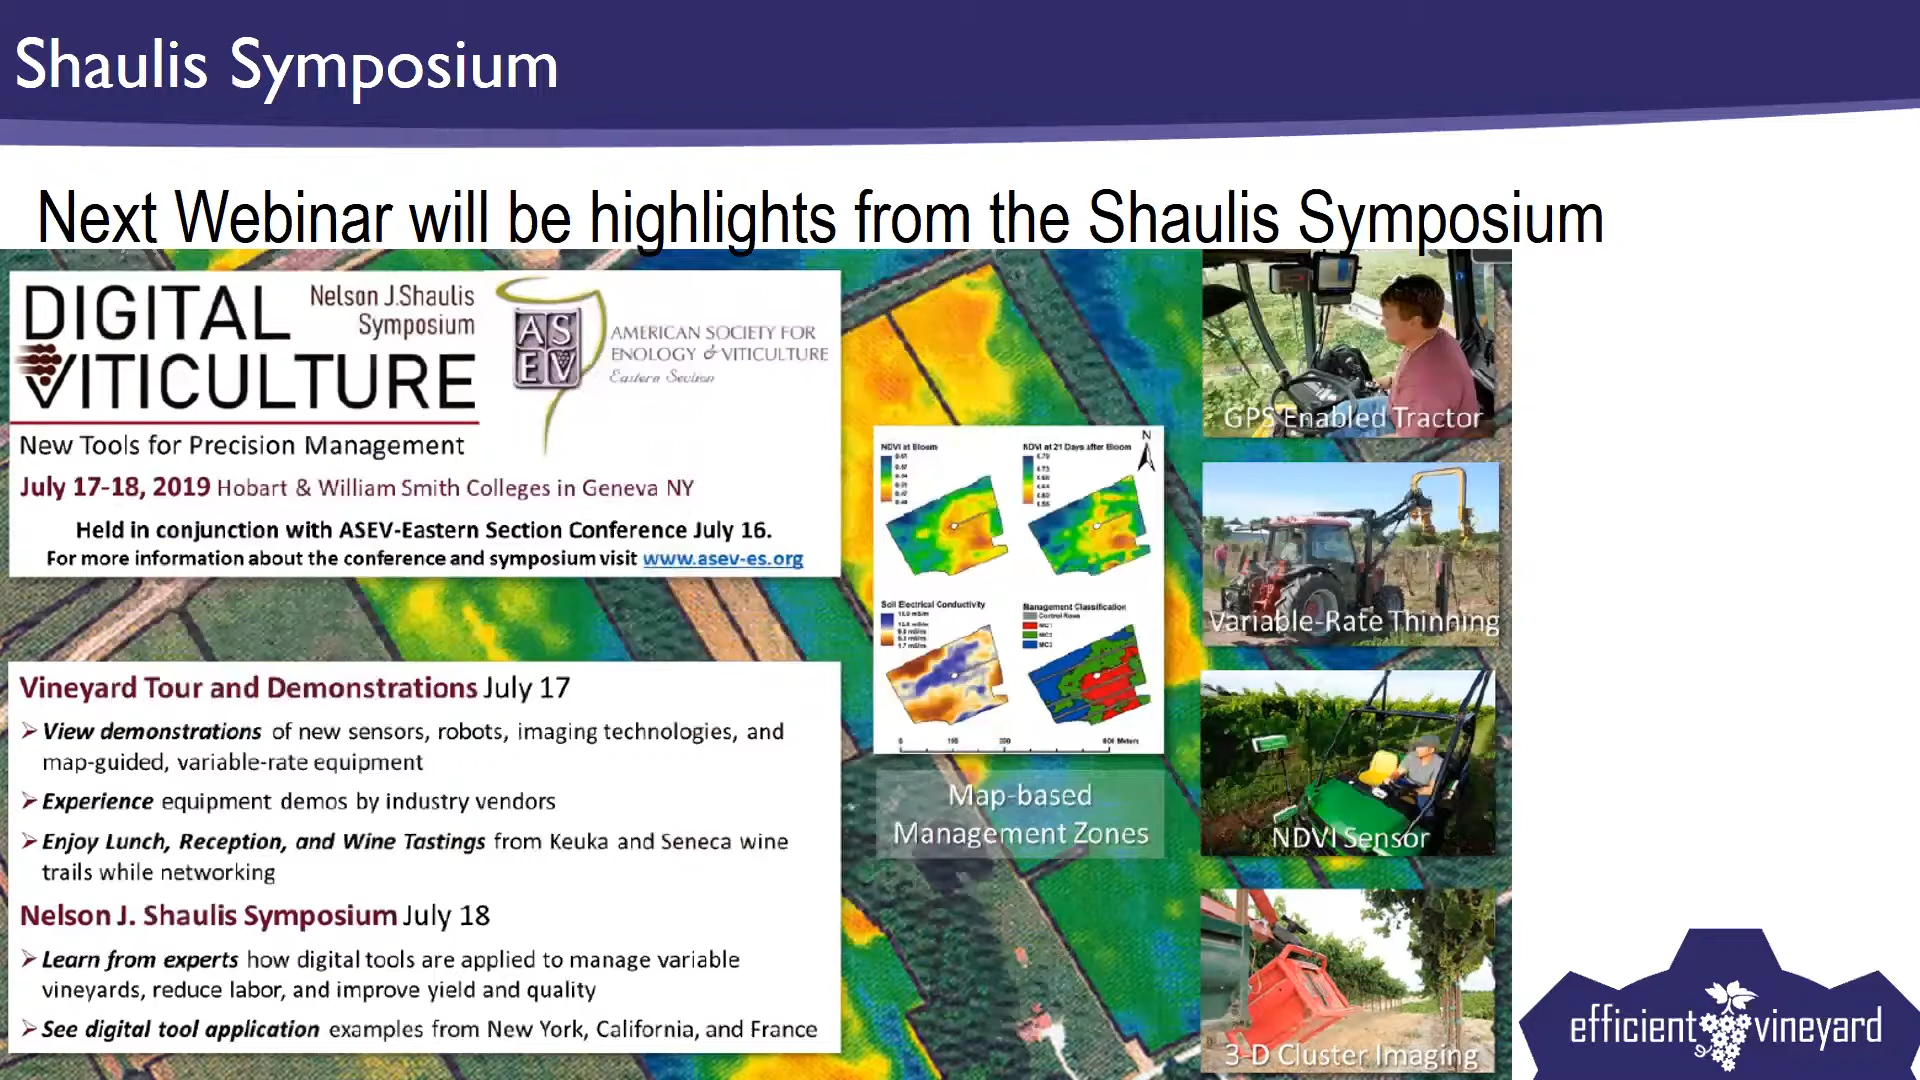 Shaulis Symposium
Next Webinar will be highlights from the Shaulis Symposium
DIGITAL
VITICULTURE
Nelson J.Shaulis
Symposium
AS
EV
AMERICAN SOCIETY FOR
ENOLOGY & VITICULTURE
Eastern Section
New Tools for Precision Management
July 17-18, 2019 Hobart & William Smith Colleges in Geneva NY
Held in conjunction with ASEV-Eastern Section Conference July 16.
For more information about the conference and symposium visit www.asev-es.org
Vineyard Tour and Demonstrations July 17
View demonstrations of new sensors, robots, imaging technologies, and
map-guided, variable-rate equipment
Experience equipment demos by industry vendors
Enjoy Lunch, Reception, and Wine Tastings from Keuka and Seneca wine
trails while networking
Nelson J. Shaulis Symposium July 18
Learn from experts how digital tools are applied to manage variable
vineyards, reduce labor, and improve yield and quality
See digital tool application examples from New York, California, and France
NDVI at Bloom
NDVI at 21 Days after Bloom
N
Soil Electrical Conductivity
Management Classification
Control Rows
MC1
MC2
MC3
Map-based
Management Zones
GPS Enabled Tractor
Variable-Rate Thinning
NDVI Sensor
3-D Cluster Imaging
efficient vineyard